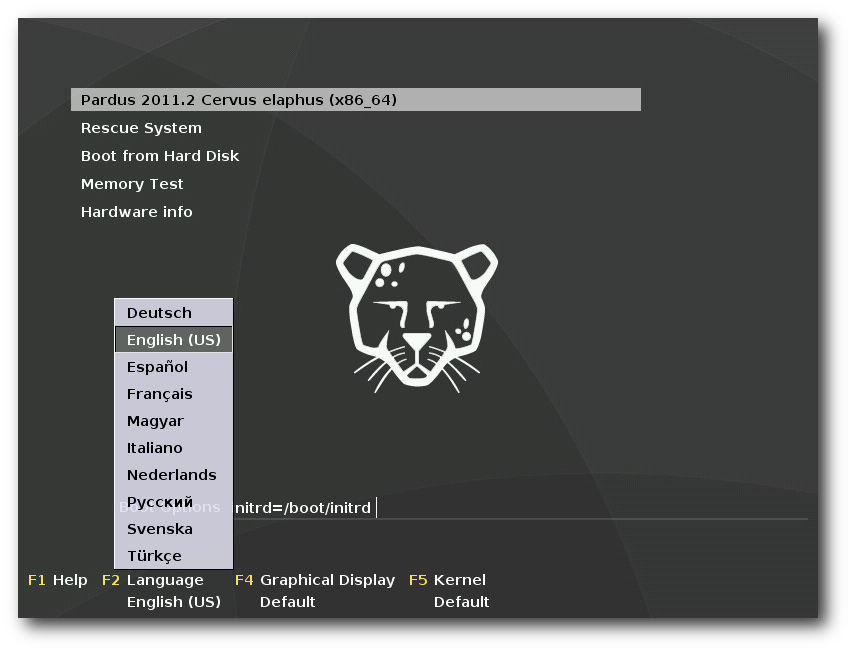 Pardus 2011.2 Cervus elaphus (x86_64)
Rescue System
Boot from Hard Disk
Memory Test
Hardware info
Deutsch
English (US)
Español
Français
Magyar
Italiano
Nederlands
Русский
Boot Options initrd=/boot/initrd
Svenska
Türkçe
F1 Help F2 Language F4 Graphical Display F5 Kernel
English (US) Default Default